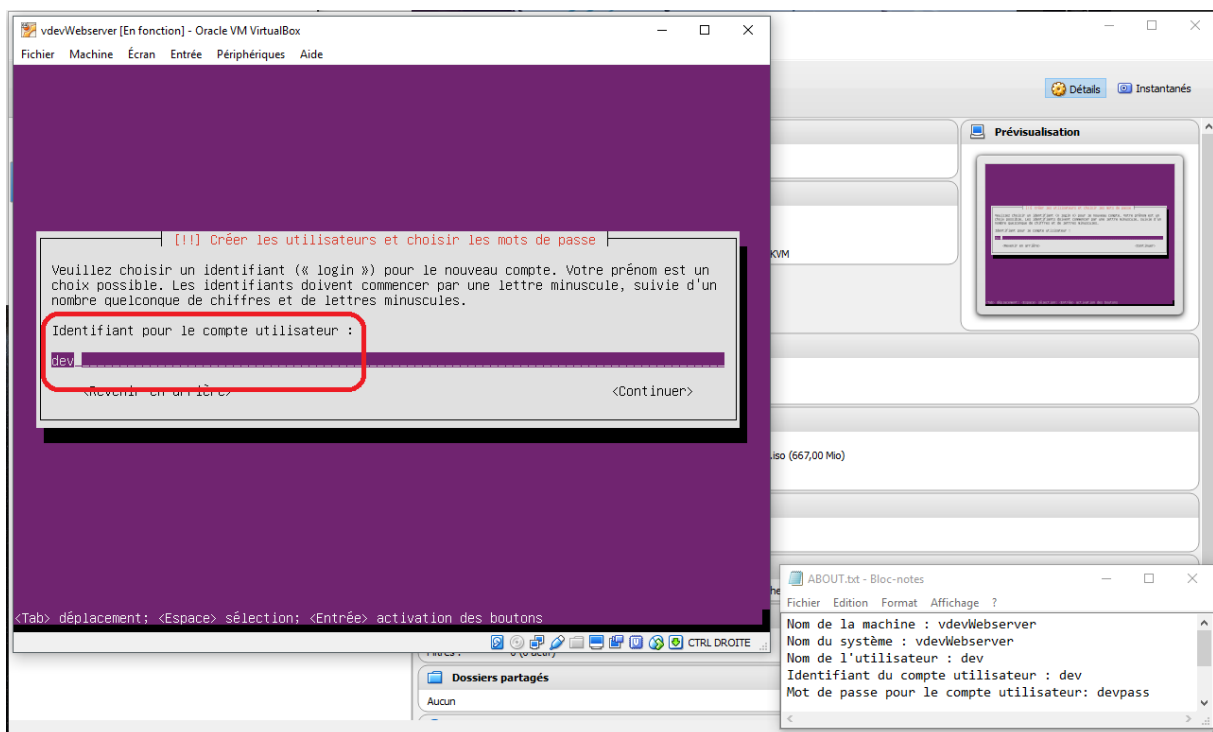 vdevWebserver [En fonction] - Oracle VM VirtualBox
Fichier Machine Écran Entrée Périphériques Aide
[!!] Créer les utilisateurs et choisir les mots de passe
Veuillez choisir un identifiant (« login ») pour le nouveau compte. Votre prénom est un
choix possible. Les identifiants doivent commencer par une lettre minuscule, suivie d'un
nombre quelconque de chiffres et de lettres minuscules.
Identifiant pour le compte utilisateur :
dev
<Revenir en arrière> <Continuer>
<Tab> déplacement; <Espace> sélection; <Entrée> activation des boutons
CTRL DROITE
Détails Instantanés
Prévisualisation
KVM
.iso (667,00 Mio)
Dossiers partagés
Aucun
ABOUT.txt - Bloc-notes
Fichier Edition Format Affichage ?
Nom de la machine : vdevWebserver
Nom du système : vdevWebserver
Nom de l'utilisateur : dev
Identifiant du compte utilisateur : dev
Mot de passe pour le compte utilisateur: devpass